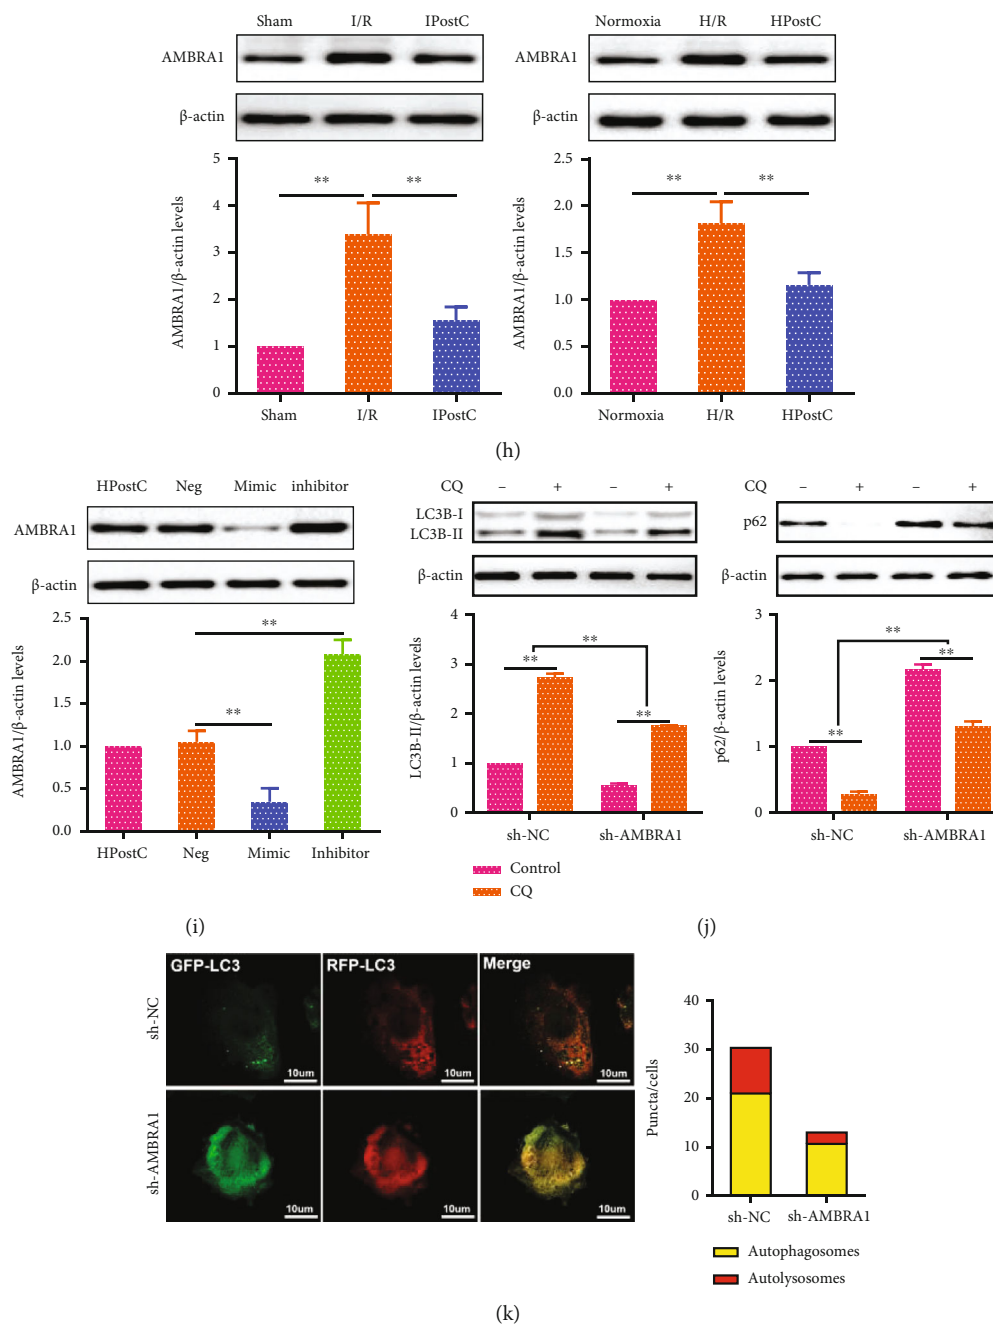 Sham I/R IPostC
AMBRA1
β-actin
5
4
3
2
1
0
AMBRA1/β-actin levels
** **
Sham I/R IPostC
Normoxia H/R HPostC
AMBRA1
β-actin
2.5
2.0
1.5
1.0
0.5
0.0
AMBRA1/β-actin levels
** **
Normoxia H/R HPostC
(h)
HPostC Neg Mimic inhibitor
AMBRA1
β-actin
2.5
2.0
1.0
0.5
0.0
AMBRA1/β-actin levels
**
**
HPostC Neg Mimic Inhibitor
(i)
CQ – + – +
LC3B-I
LC3B-II
β-actin
4
3
2
1
0
LC3B-II/β-actin levels
**
**
**
sh-NC sh-AMBRA1
Control
CQ
CQ – + – +
p62
β-actin
3
2
1
0
p62/β-actin levels
**
**
**
sh-NC sh-AMBRA1
(j)
GFP-LC3 RFP-LC3 Merge
sh-NC
10um 10um 10um
sh-AMBRA1
10um 10um 10um
40
30
20
10
0
Puncta/cells
sh-NC sh-AMBRA1
Autophagosomes
Autolysosomes
(k)